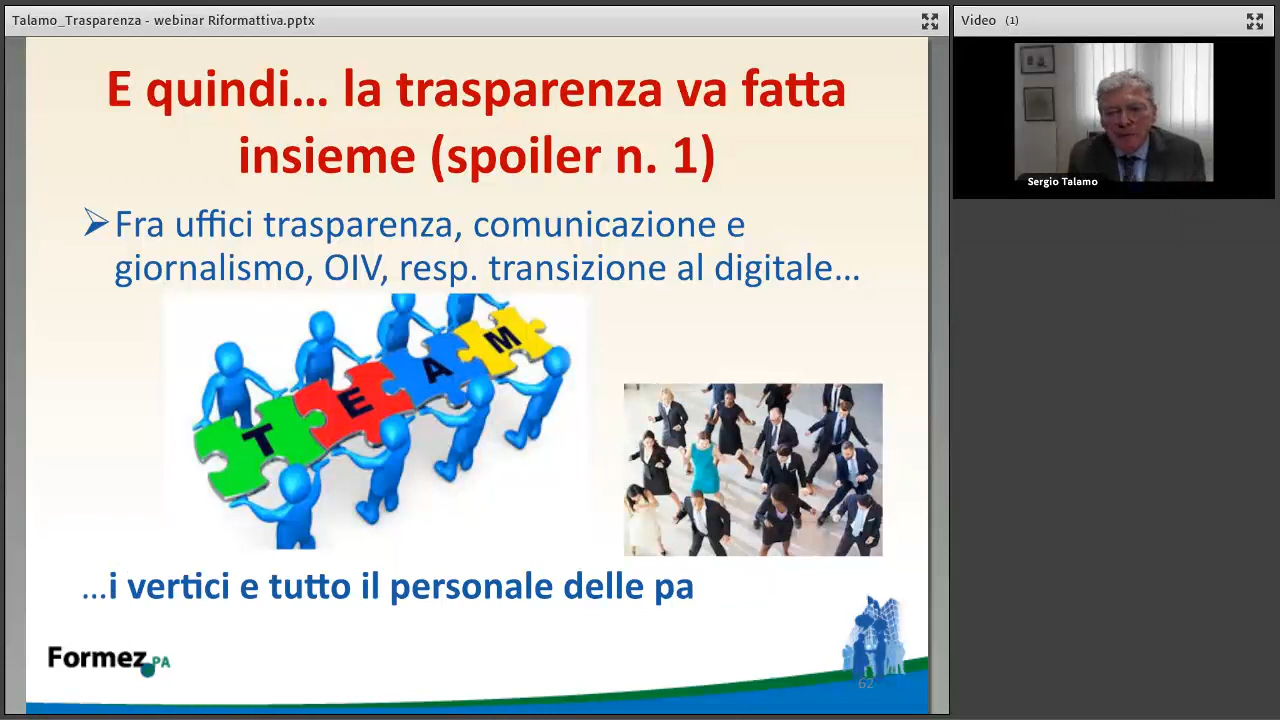 Talamo_Trasparenza - webinar Riformattiva.pptx
Video (1)
Sergio Talamo
E quindi... la trasparenza va fatta
insieme (spoiler n. 1)
Fra uffici trasparenza, comunicazione e
giornalismo, OIV, resp. transizione al digitale...
T E A M
...i vertici e tutto il personale delle pa
Formez PA
62